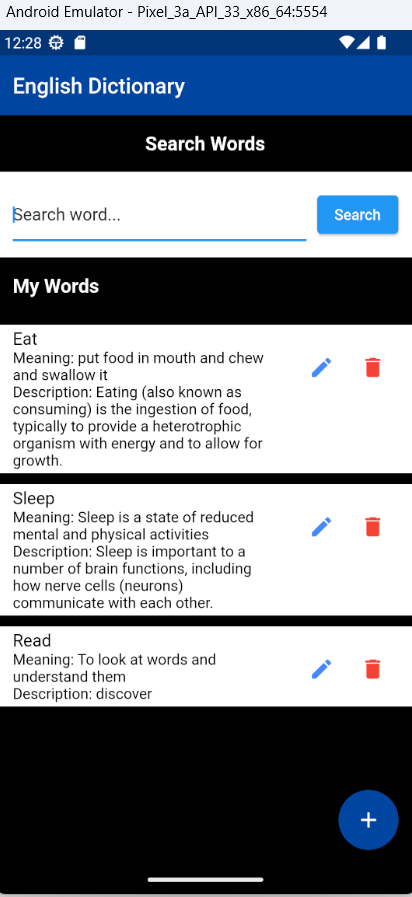 Android Emulator - Pixel_3a_API_33_x86_64:5554
12:28
English Dictionary
Search Words
Search word...
Search
My Words
Eat
Meaning: put food in mouth and chew
and swallow it
Description: Eating (also known as
consuming) is the ingestion of food,
typically to provide a heterotrophic
organism with energy and to allow for
growth.
Sleep
Meaning: Sleep is a state of reduced
mental and physical activities
Description: Sleep is important to a
number of brain functions, including
how nerve cells (neurons)
communicate with each other.
Read
Meaning: To look at words and
understand them
Description: discover
+